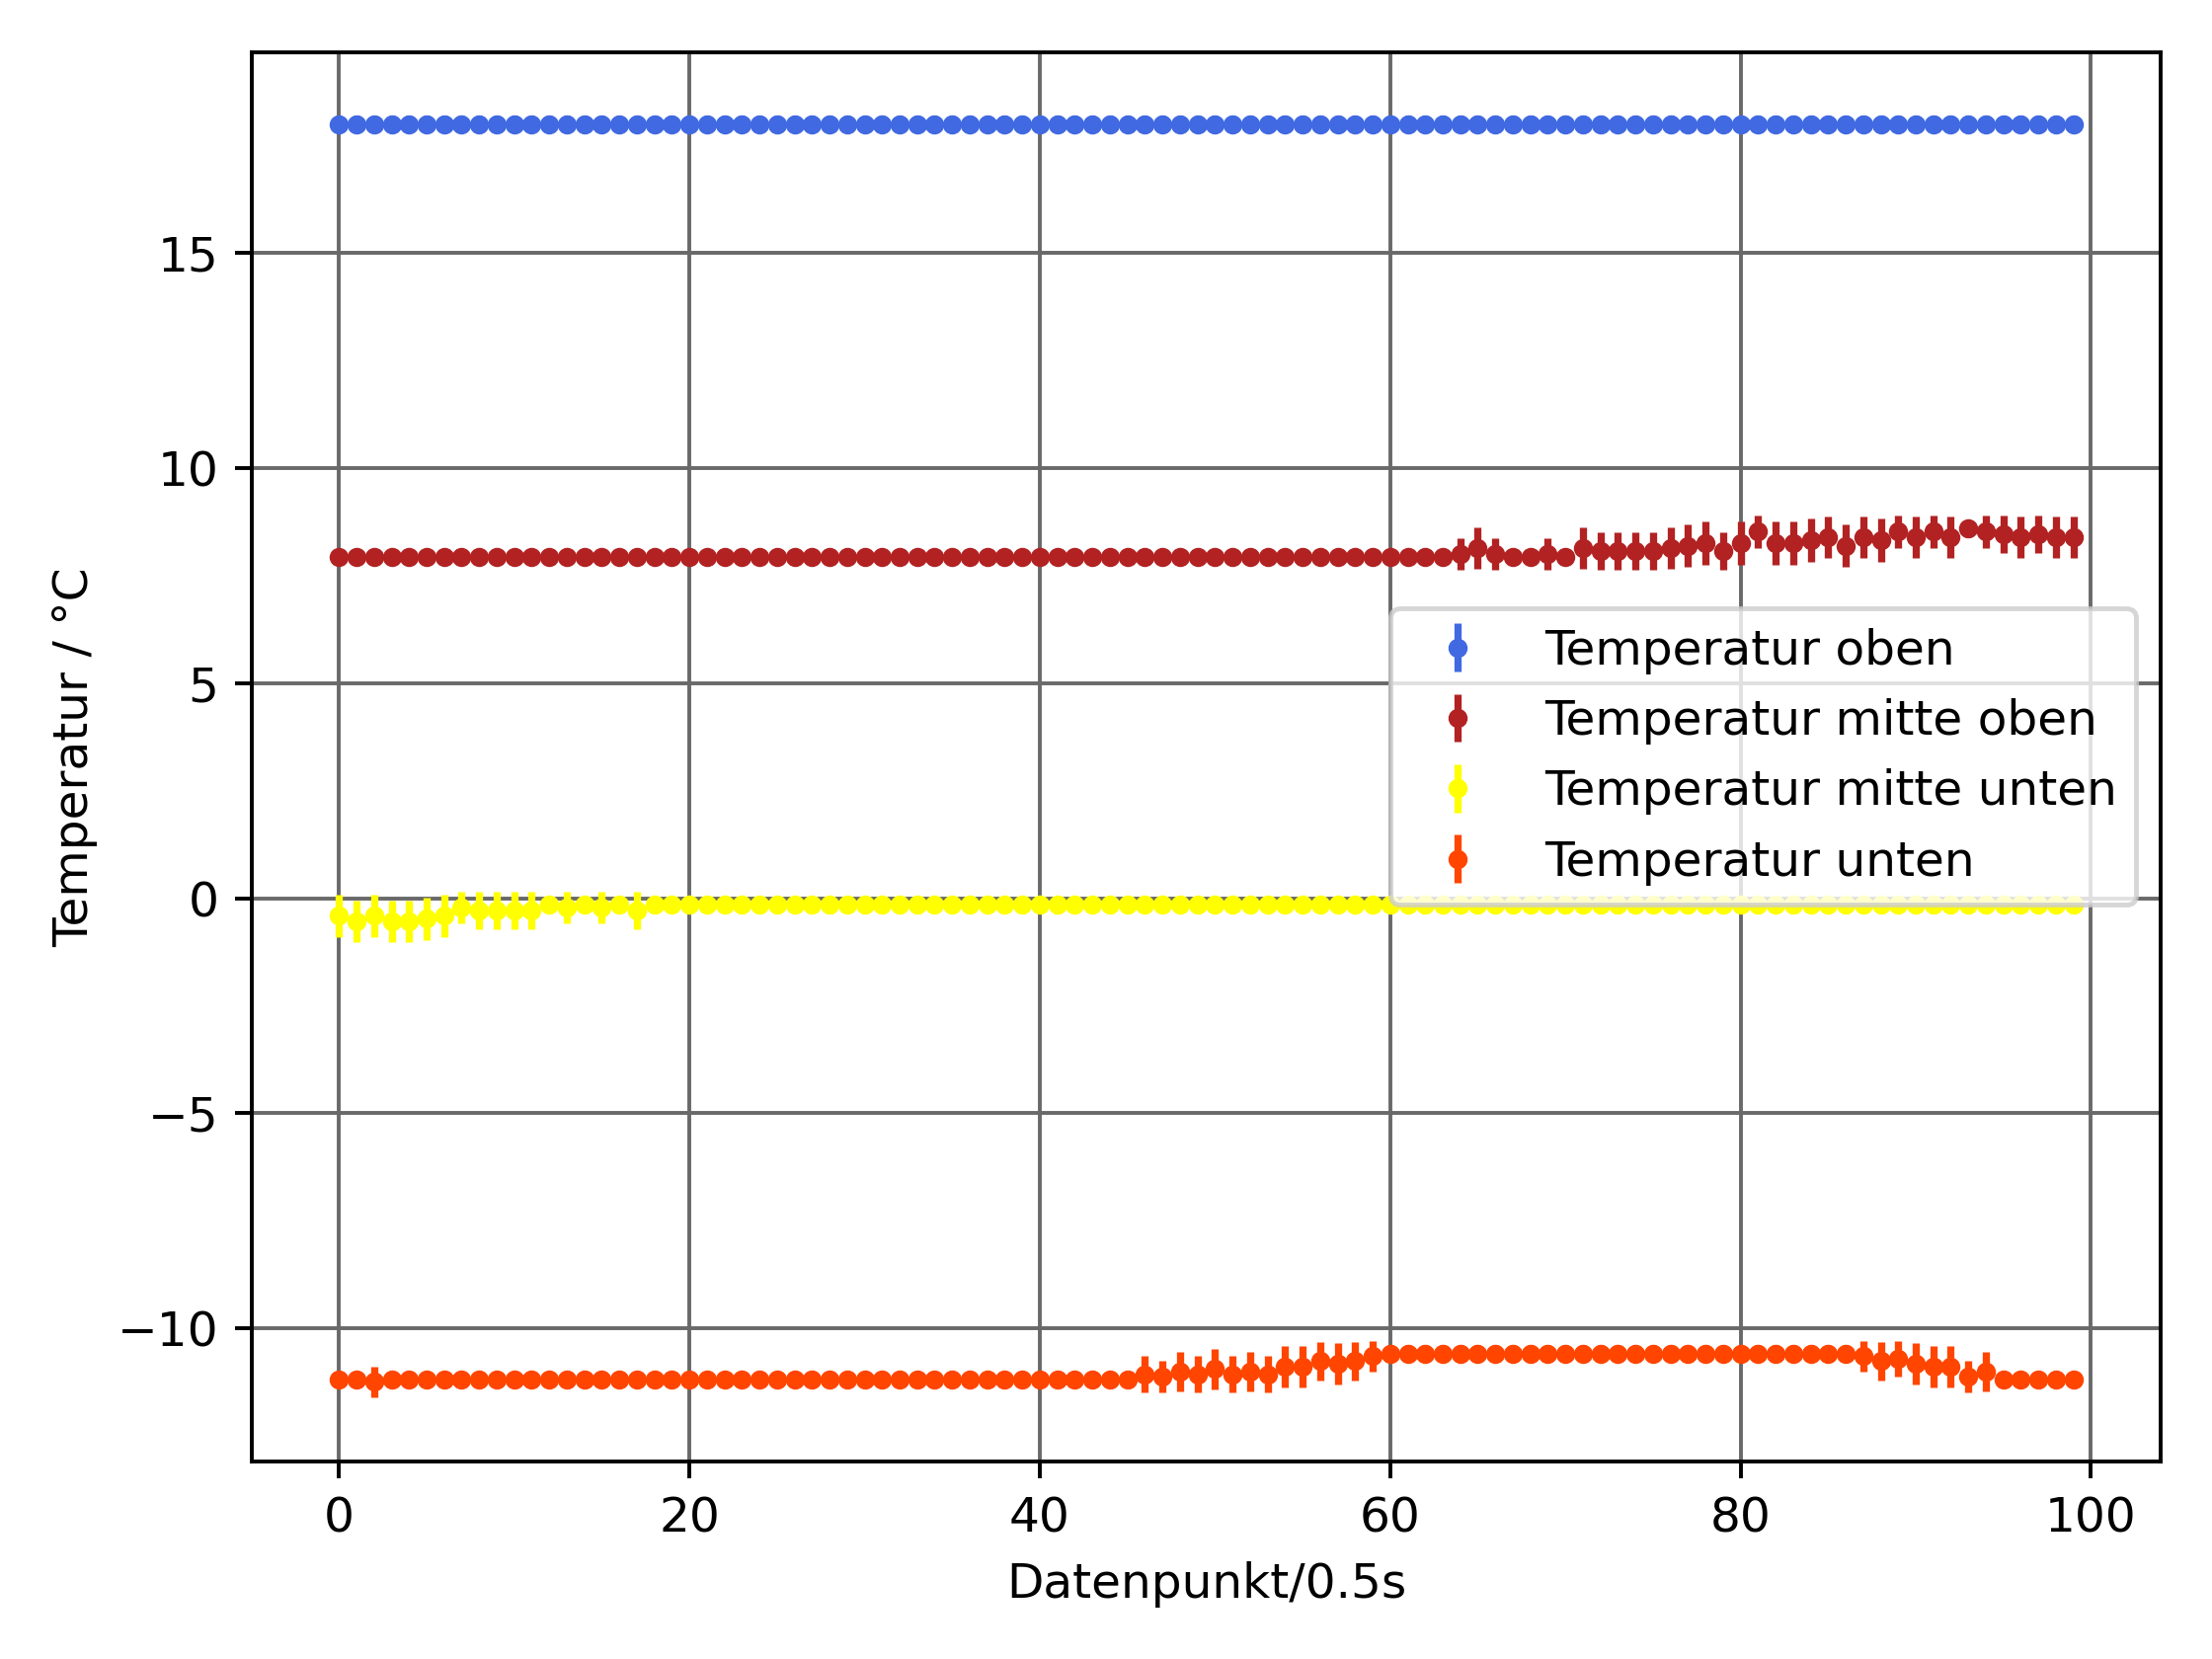 15
10
5
0
−5
−10
Temperatur / °C
Temperatur oben
Temperatur mitte oben
Temperatur mitte unten
Temperatur unten
0 20 40 60 80 100
Datenpunkt/0.5s